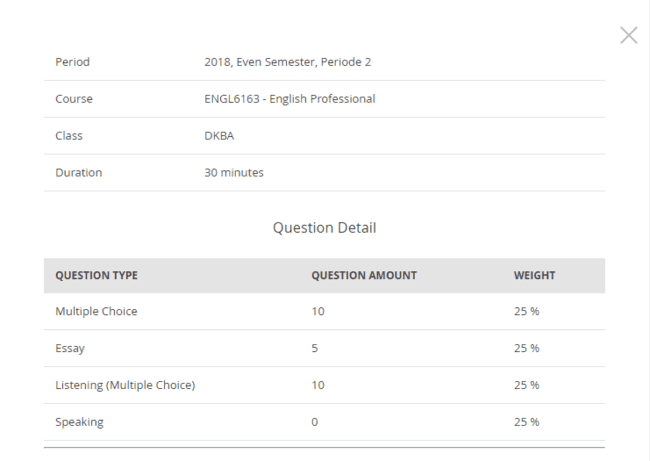 Period 2018, Even Semester, Periode 2
Course ENGL6163 - English Professional
Class DKBA
Duration 30 minutes
Question Detail
QUESTION TYPE QUESTION AMOUNT WEIGHT
Multiple Choice 10 25 %
Essay 5 25 %
Listening (Multiple Choice) 10 25 %
Speaking 0 25 %